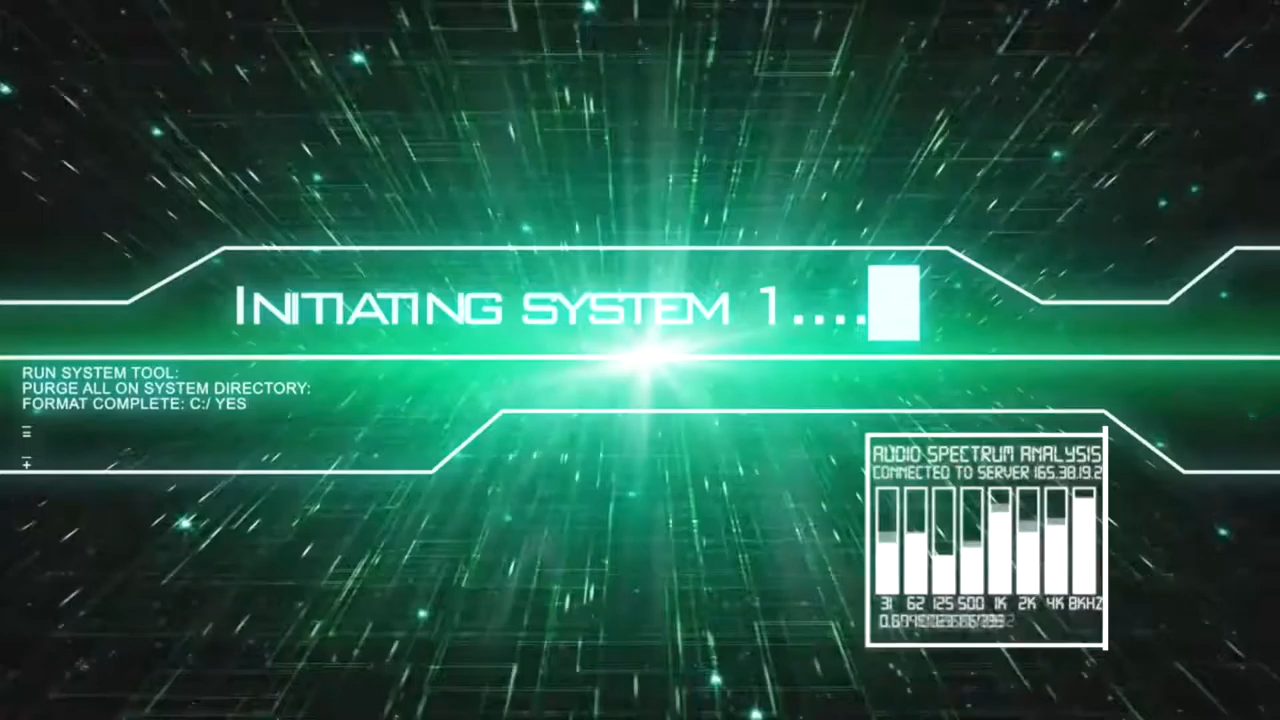 Initiating system 1....
RUN SYSTEM TOOL:
PURGE ALL ON SYSTEM DIRECTORY:
FORMAT COMPLETE: C:/ YES
AUDIO SPECTRUM ANALYSIS
CONNECTED TO SERVER 165.38.19.2
31 62 125 500 1K 2K 4K 8KHZ